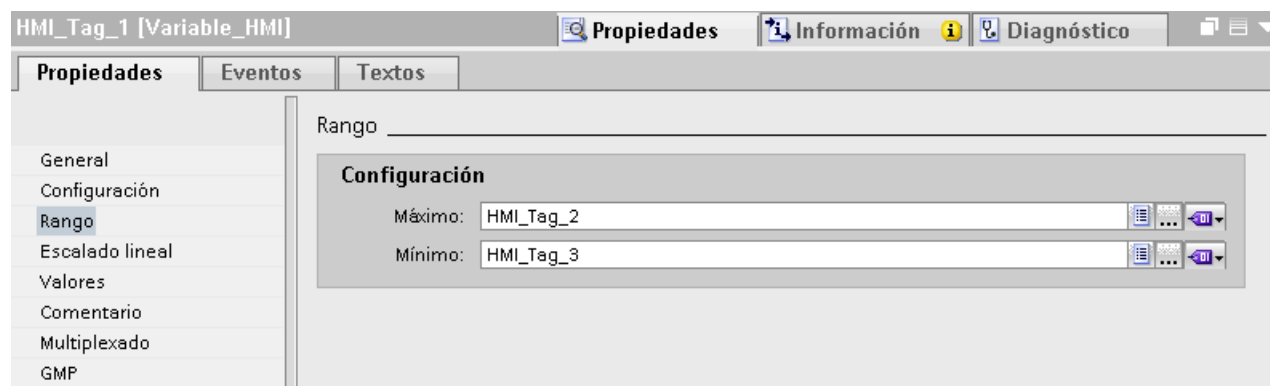 HMI_Tag_1 [Variable_HMI]
Propiedades
Información
Diagnóstico
Propiedades
Eventos
Textos
General
Configuración
Rango
Escalado lineal
Valores
Comentario
Multiplexado
GMP
Rango
Configuración
Máximo: HMI_Tag_2
Mínimo: HMI_Tag_3